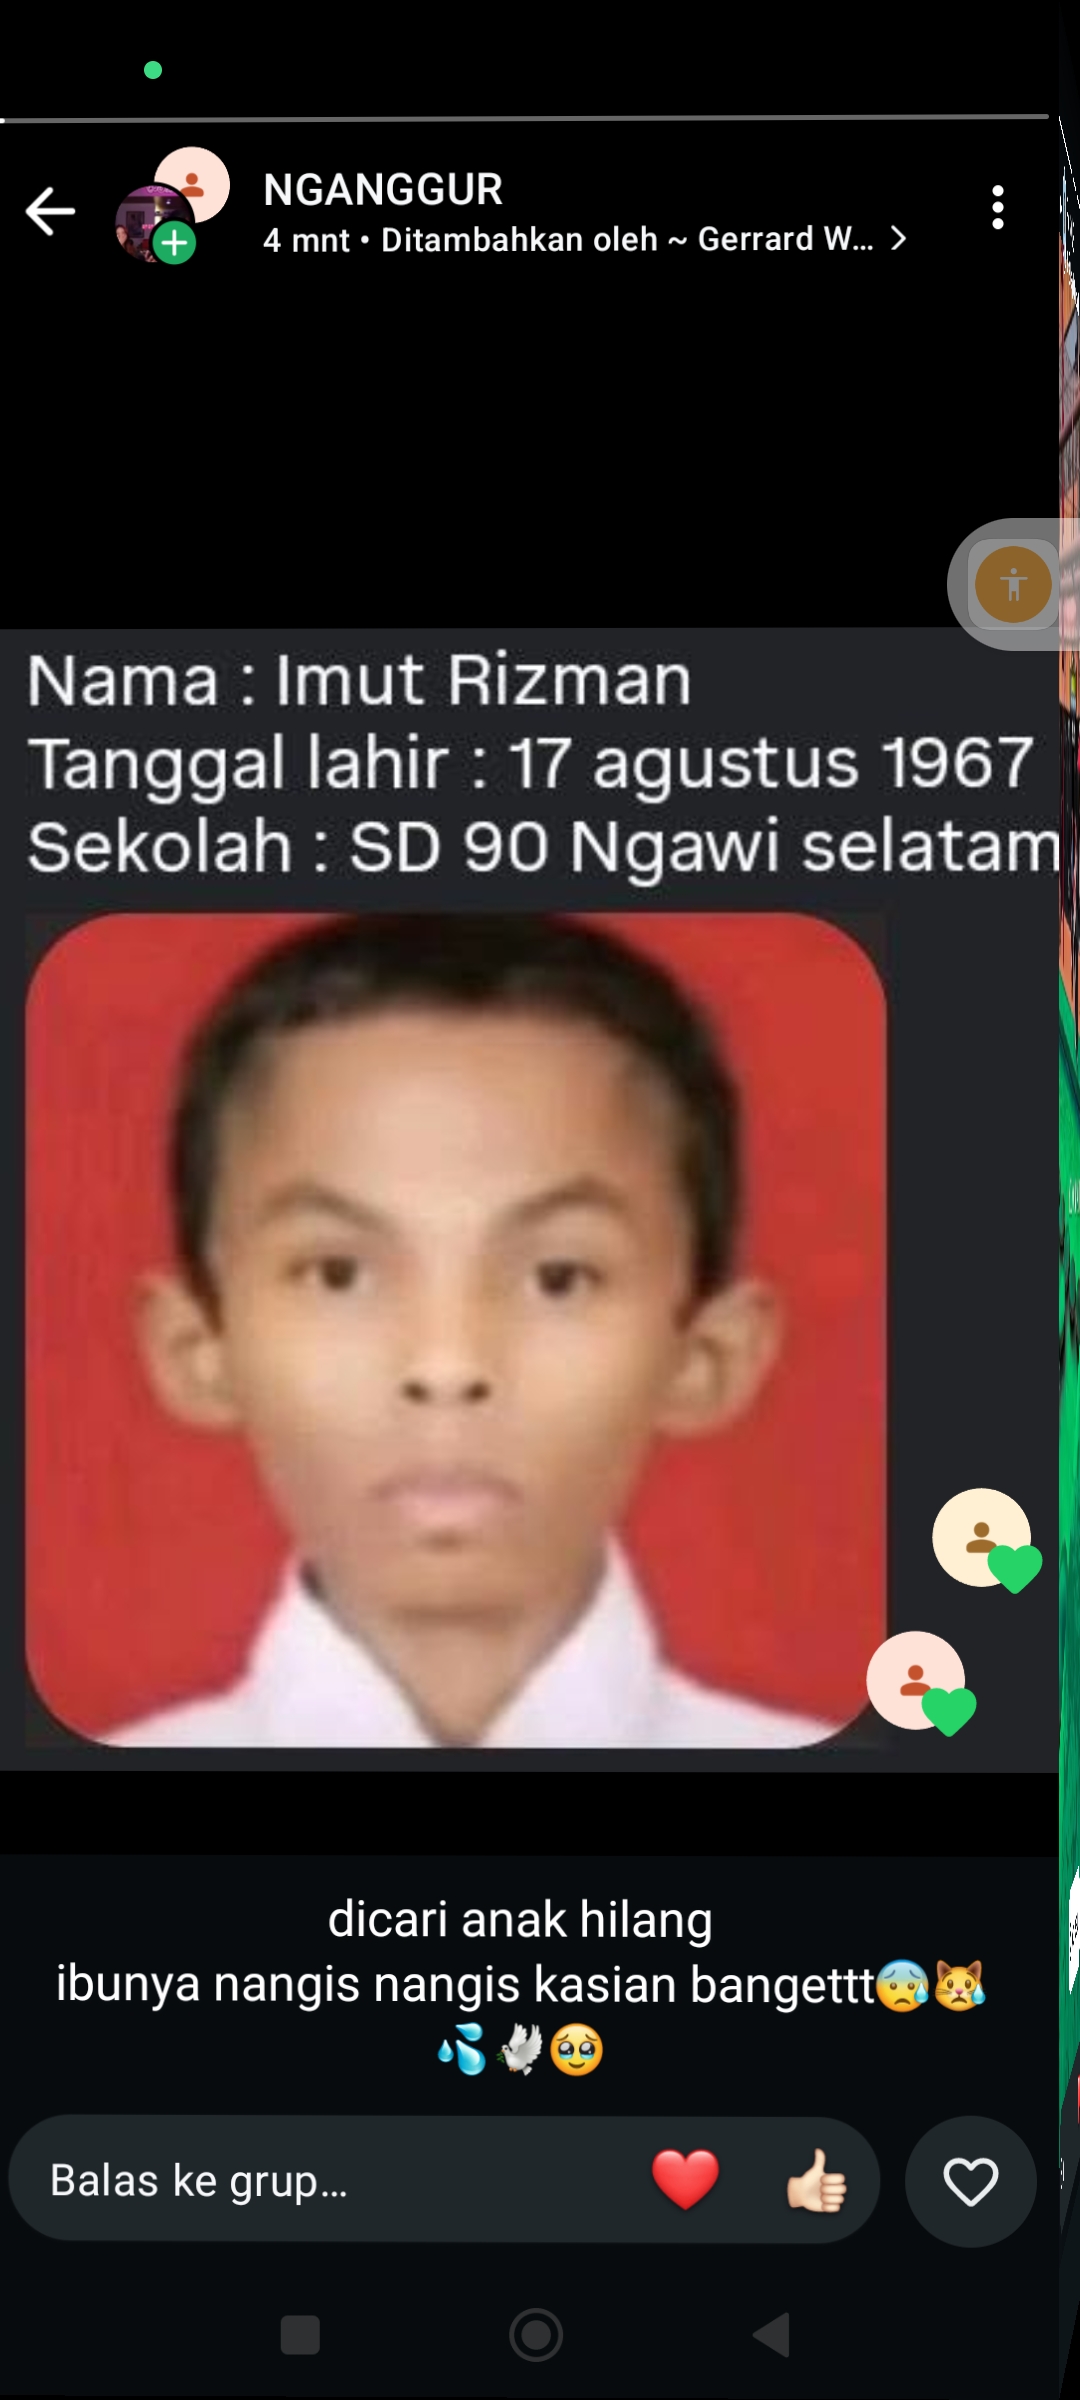 NGANGGUR
4 mnt • Ditambahkan oleh ~ Gerrard W...
Nama : Imut Rizman
Tanggal lahir : 17 agustus 1967
Sekolah : SD 90 Ngawi selatam
dicari anak hilang
ibunya nangis nangis kasian bangettt😰😿
💦🕊️🥹
Balas ke grup...